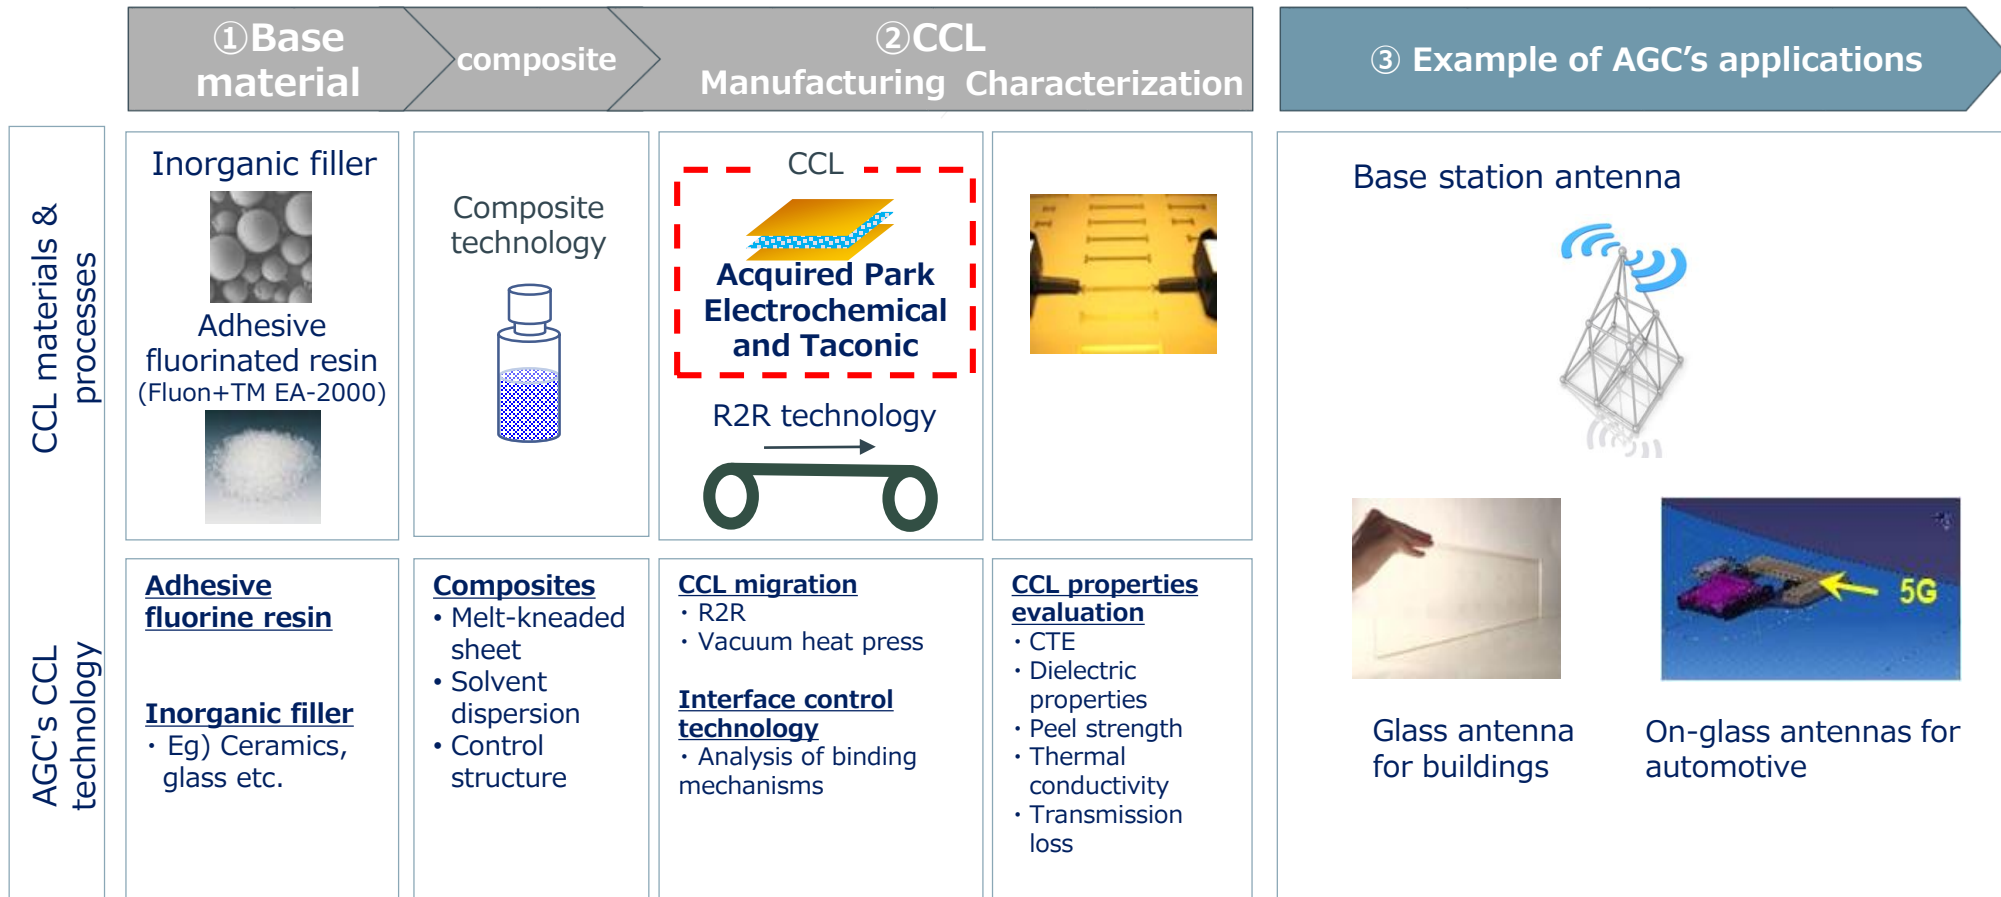 ①Base
material
composite
②CCL
Manufacturing Characterization
③ Example of AGC's applications
CCL materials &
processes
Inorganic filler
Adhesive
fluorinated resin
(Fluon+TM EA-2000)
Composite
technology
CCL
Acquired Park
Electrochemical
and Taconic
R2R technology
Base station antenna
5G
Glass antenna
for buildings
On-glass antennas for
automotive
AGC's CCL
technology
Adhesive
fluorine resin
Inorganic filler
・Eg) Ceramics,
glass etc.
Composites
• Melt-kneaded
sheet
• Solvent
dispersion
• Control
structure
CCL migration
・R2R
・Vacuum heat press
Interface control
technology
・Analysis of binding
mechanisms
CCL properties
evaluation
・CTE
・Dielectric
properties
・Peel strength
・Thermal
conductivity
・Transmission
loss